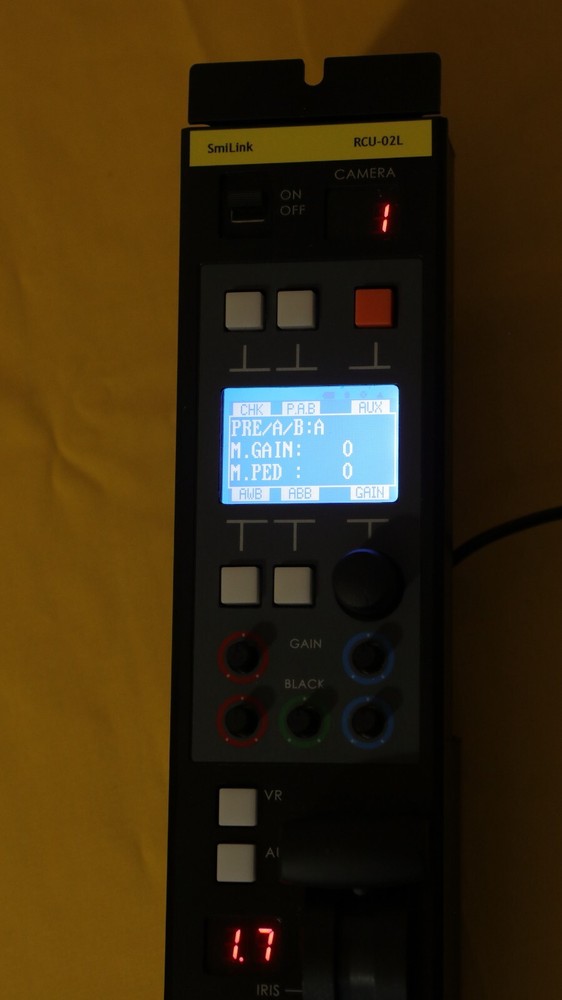 SmiLink RCU-02L
CAMERA
ON
OFF
1
CHK P.A.B AUX
PRE/A/B:A
M.GAIN: 0
M.PED : 0
AWB ABB GAIN
GAIN
BLACK
VR
1.7
IRIS